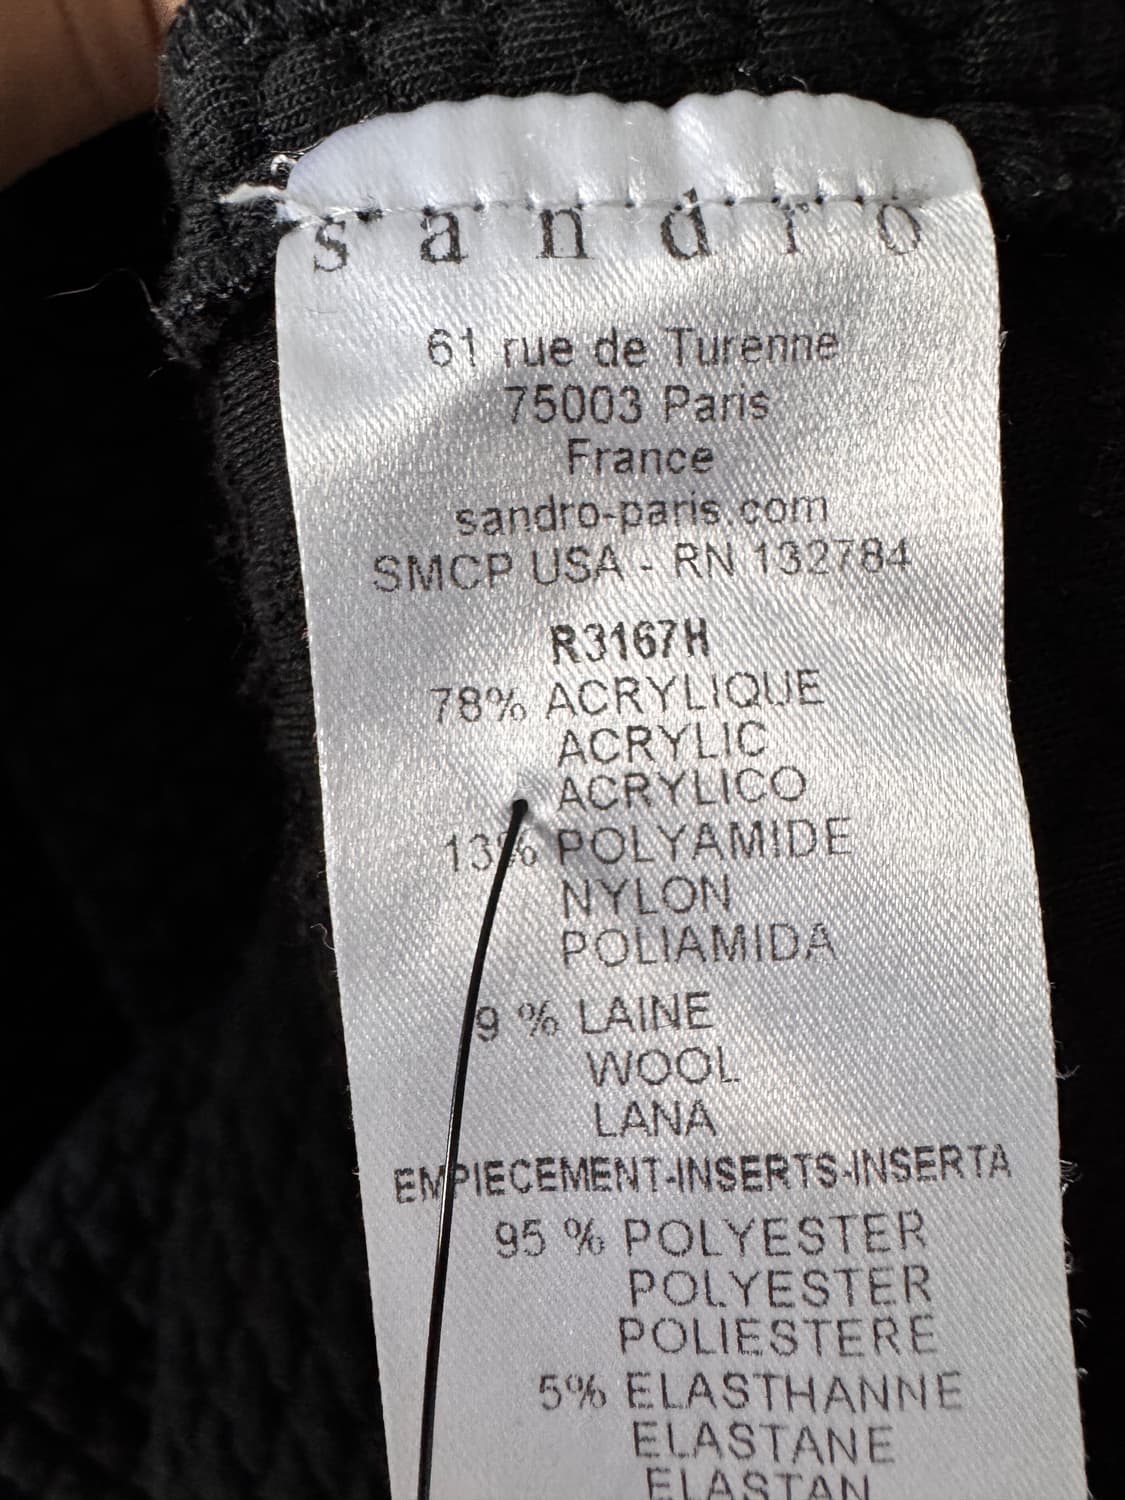 sandro
61 rue de Turenne
75003 Paris
France
sandro-paris.com
SMCP USA - RN 132784
R3167H
78% ACRYLIQUE
ACRYLIC
ACRYLICO
13% POLYAMIDE
NYLON
POLIAMIDA
9 % LAINE
WOOL
LANA
EMPIECEMENT-INSERTS-INSERTA
95 % POLYESTER
POLYESTER
POLIESTERE
5% ELASTHANNE
ELASTANE
ELASTAN